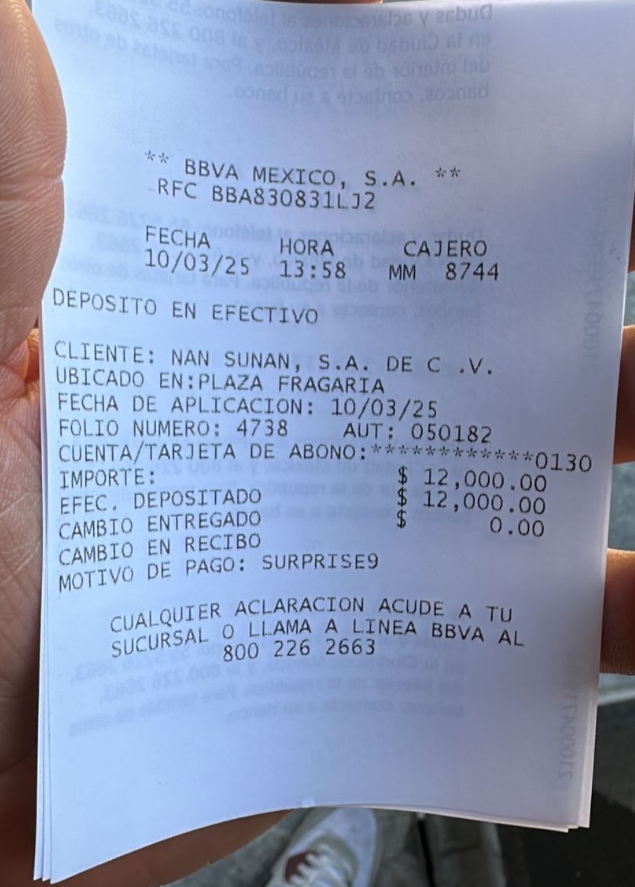 ** BBVA MEXICO, S.A. **
RFC BBA830831LJ2
FECHA HORA CAJERO
10/03/25 13:58 MM 8744
DEPOSITO EN EFECTIVO
CLIENTE: NAN SUNAN, S.A. DE C .V.
UBICADO EN:PLAZA FRAGARIA
FECHA DE APLICACION: 10/03/25
FOLIO NUMERO: 4738 AUT: 050182
CUENTA/TARJETA DE ABONO:************0130
IMPORTE: $ 12,000.00
EFEC. DEPOSITADO $ 12,000.00
CAMBIO ENTREGADO $ 0.00
CAMBIO EN RECIBO
MOTIVO DE PAGO: SURPRISE9
CUALQUIER ACLARACION ACUDE A TU
SUCURSAL O LLAMA A LINEA BBVA AL
800 226 2663